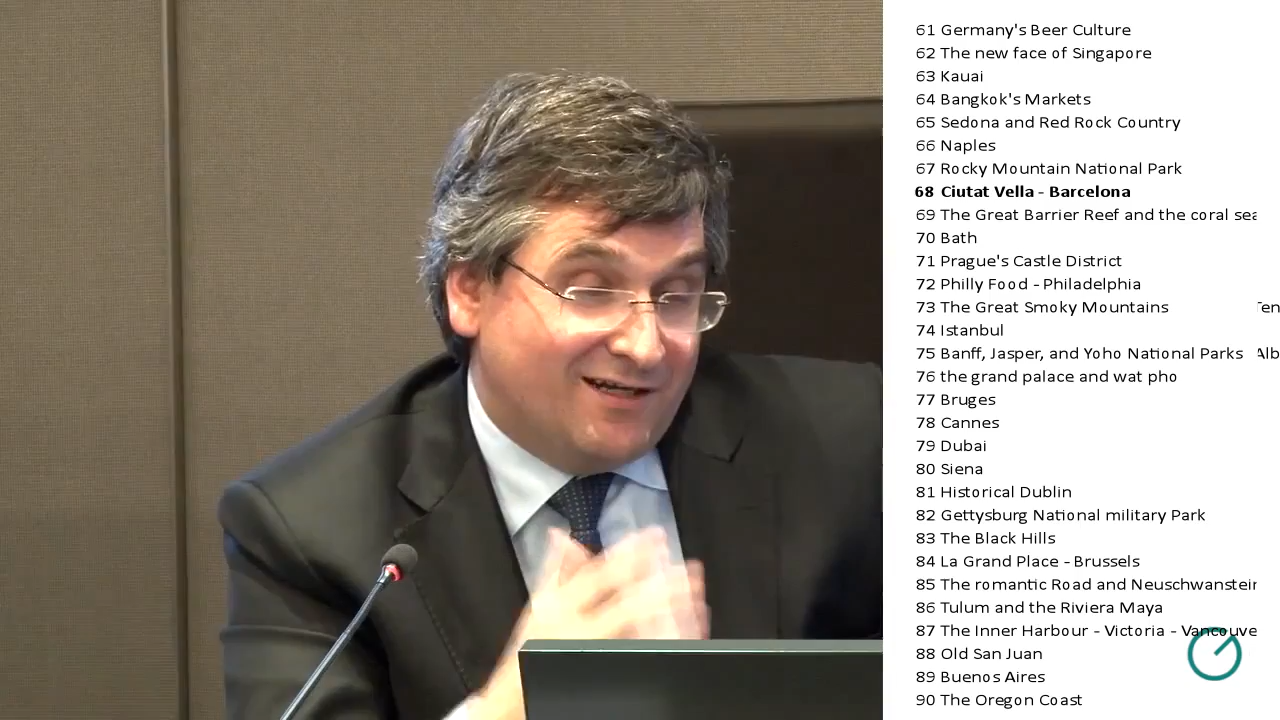 61 Germany's Beer Culture
62 The new face of Singapore
63 Kauai
64 Bangkok's Markets
65 Sedona and Red Rock Country
66 Naples
67 Rocky Mountain National Park
68 Ciutat Vella - Barcelona
69 The Great Barrier Reef and the coral sea
70 Bath
71 Prague's Castle District
72 Philly Food - Philadelphia
73 The Great Smoky Mountains Ten
74 Istanbul
75 Banff, Jasper, and Yoho National Parks Alb
76 the grand palace and wat pho
77 Bruges
78 Cannes
79 Dubai
80 Siena
81 Historical Dublin
82 Gettysburg National military Park
83 The Black Hills
84 La Grand Place - Brussels
85 The romantic Road and Neuschwanstein
86 Tulum and the Riviera Maya
87 The Inner Harbour - Victoria - Vancouve
88 Old San Juan
89 Buenos Aires
90 The Oregon Coast